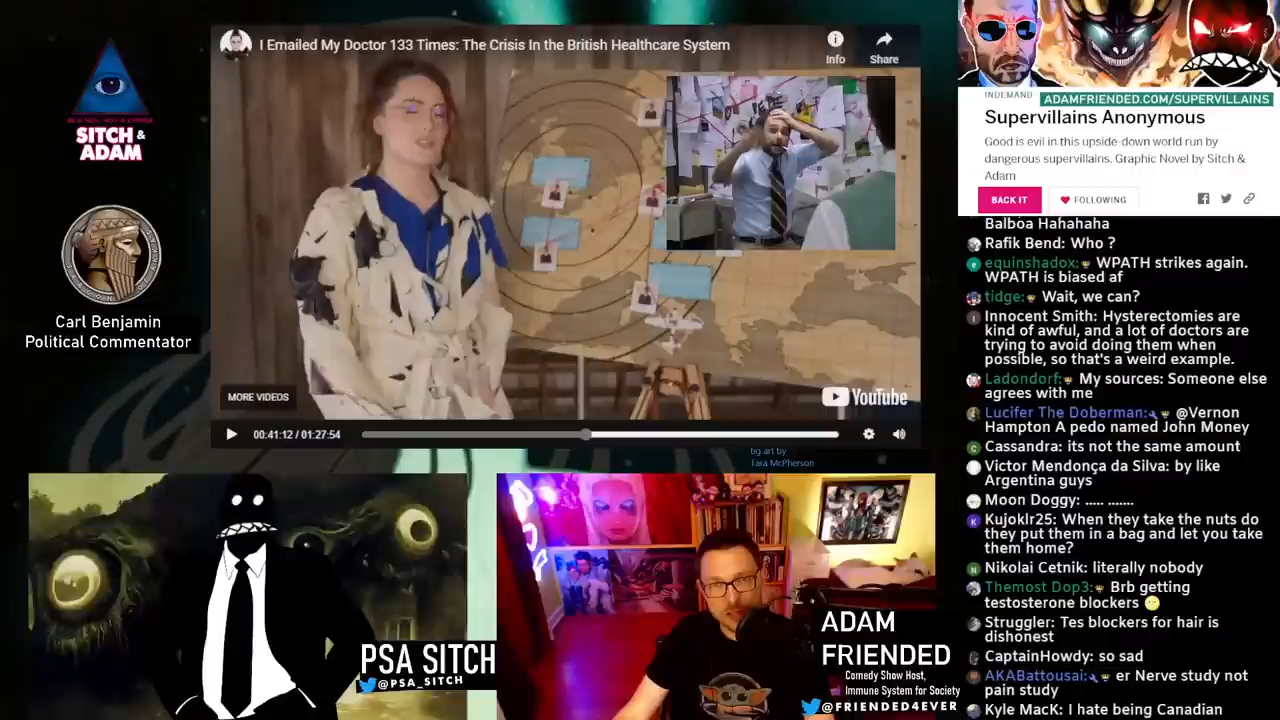 I Emailed My Doctor 133 Times: The Crisis In the British Healthcare System
Info
Share
MORE VIDEOS
YouTube
00:41:12 / 01:27:54
SITCH &
ADAM
Carl Benjamin
Political Commentator
bg art by
Tara McPherson
PSA SITCH
@PSA_SITCH
ADAM
FRIENDED
Comedy Show Host,
Immune System for Society
@FRIENDED4EVER
INDEMAND
ADAMFRIENDED.COM/SUPERVILLAINS
Supervillains Anonymous
Good is evil in this upside-down world run by
dangerous supervillains. Graphic Novel by Sitch &
Adam
BACK IT
FOLLOWING
Balboa Hahahaha
Rafik Bend: Who ?
equinshadox: WPATH strikes again.
WPATH is biased af
tidge: Wait, we can?
Innocent Smith: Hysterectomies are
kind of awful, and a lot of doctors are
trying to avoid doing them when
possible, so that's a weird example.
Ladondorf: My sources: Someone else
agrees with me
Lucifer The Doberman: @Vernon
Hampton A pedo named John Money
Cassandra: its not the same amount
Victor Mendonça da Silva: by like
Argentina guys
Moon Doggy: ..... .......
Kujoklr25: When they take the nuts do
they put them in a bag and let you take
them home?
Nikolai Cetnik: literally nobody
Themost Dop3: Brb getting
testosterone blockers
Struggler: Tes blockers for hair is
dishonest
CaptainHowdy: so sad
AKABattousai: er Nerve study not
pain study
Kyle MacK: I hate being Canadian